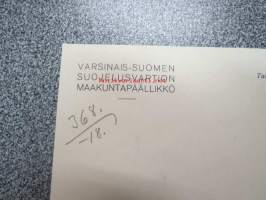 VARSINAIS-SUOMEN
SUOJELUSVARTION
MAAKUNTAPÄÄLLIKKÖ
368.
-18.